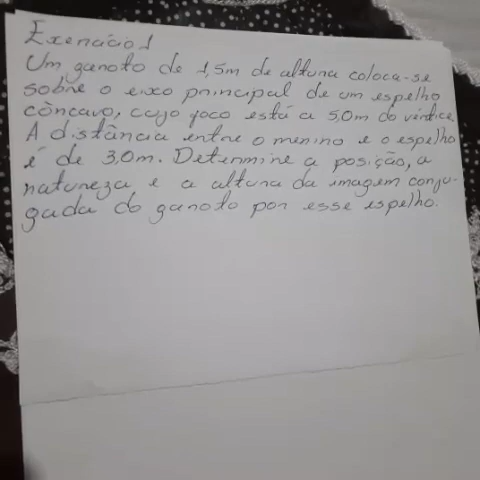 Exercício 1
Um garoto de 1,5m de altura coloca-se
sobre o eixo principal de um espelho
côncavo, cujo foco está a 5,0m do vértice.
A distância entre o menino e o espelho
é de 3,0m. Determine a posição, a
natureza e a altura da imagem conju-
gada do garoto por esse espelho.